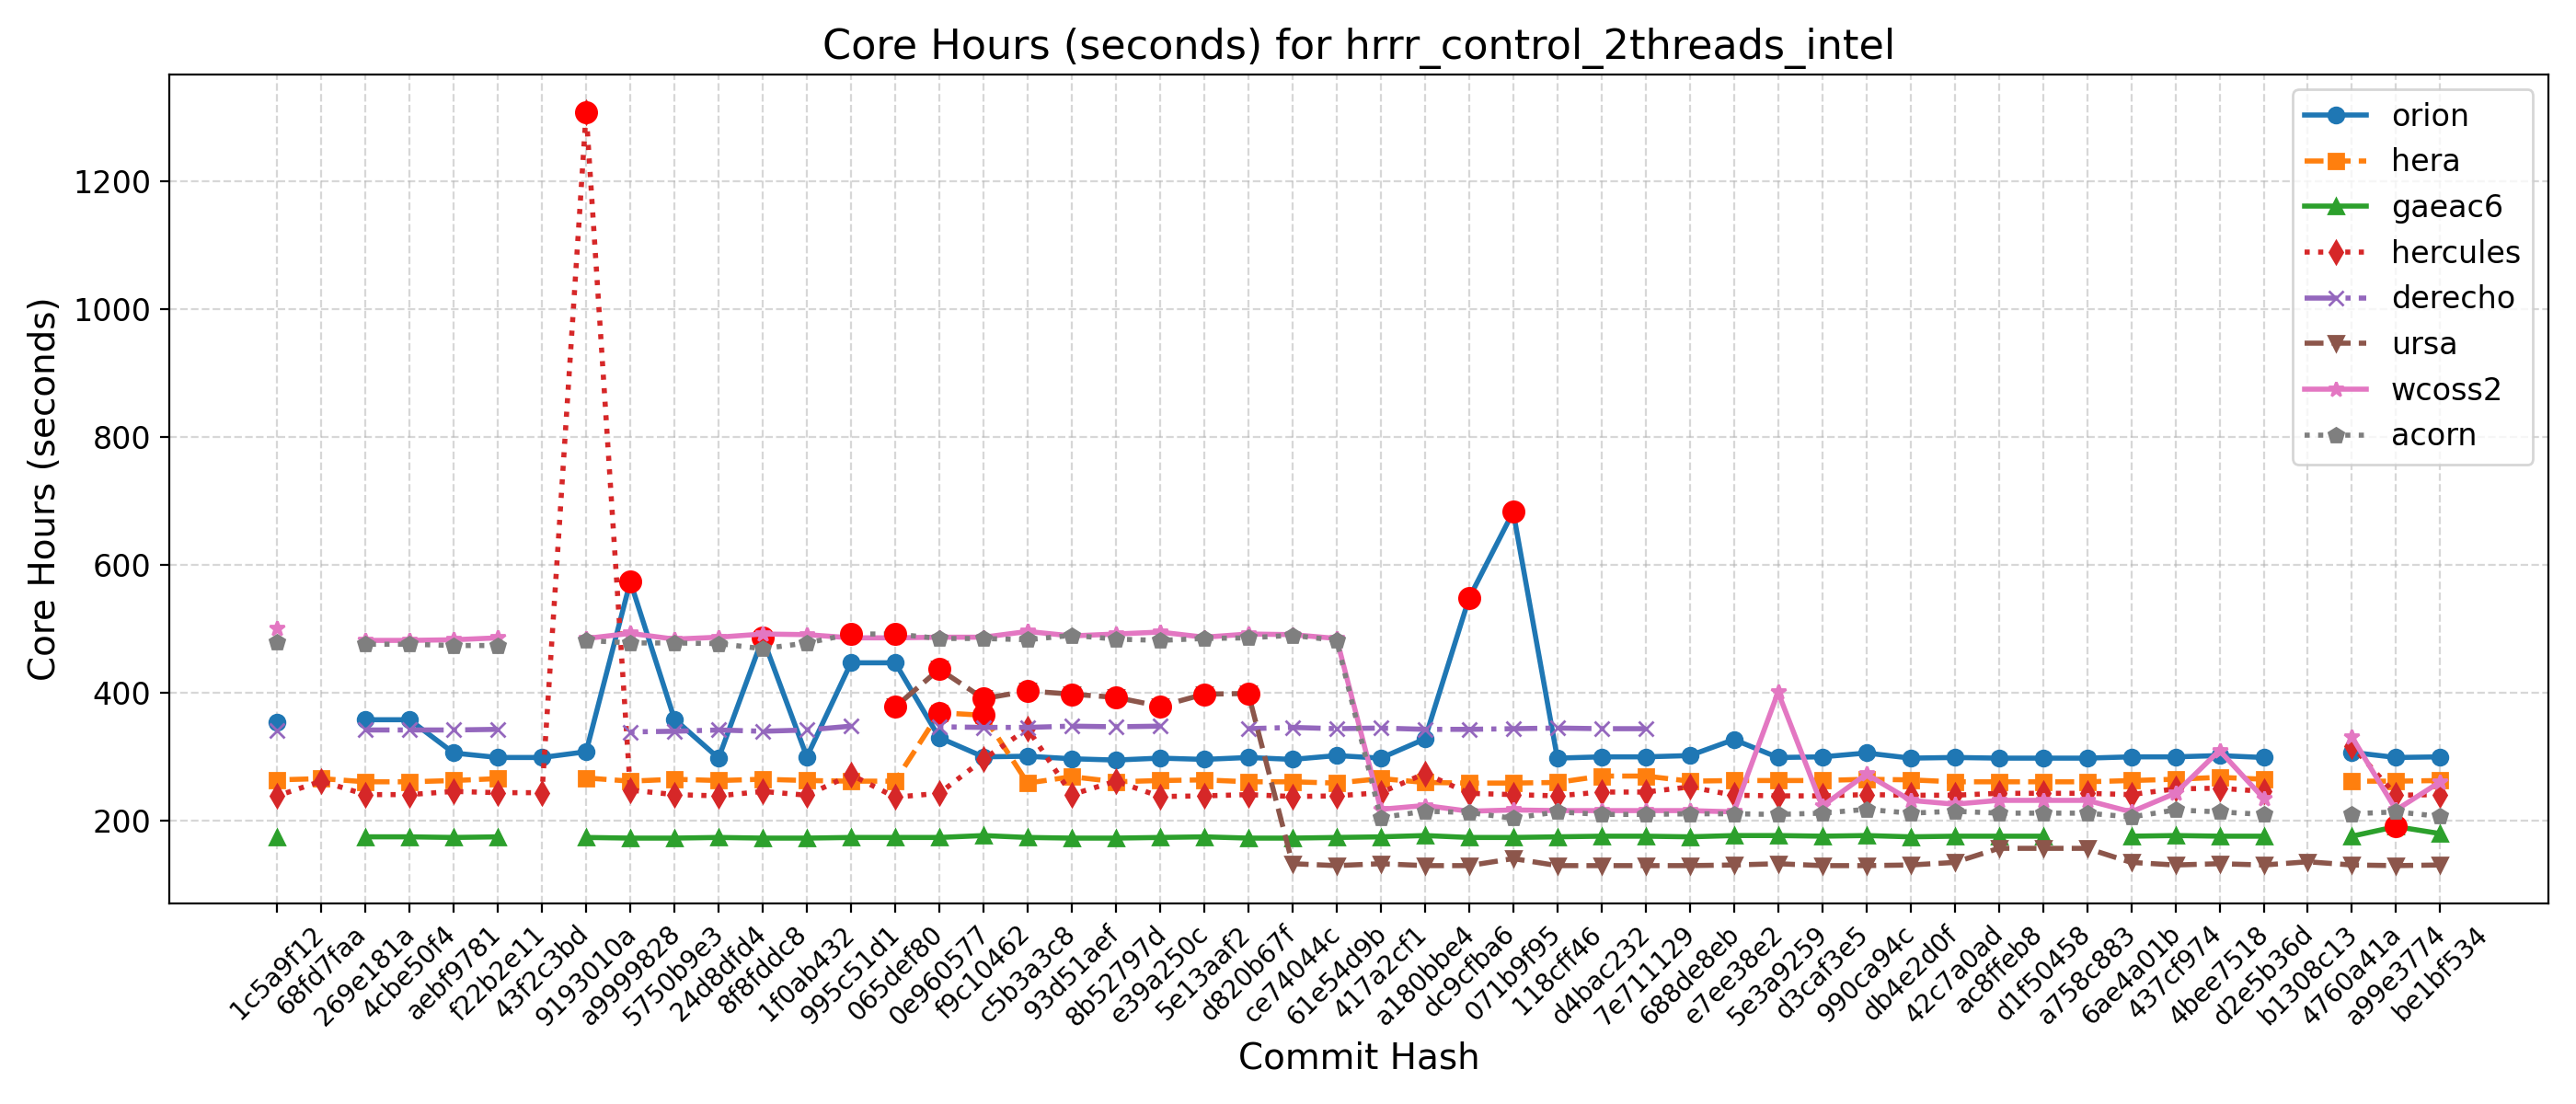 Core Hours (seconds) for hrrr_control_2threads_intel
Core Hours (seconds)
1200
1000
800
600
400
200
orion
hera
gaeac6
hercules
derecho
ursa
wcoss2
acorn
1c5a9f12
68fd7faa
269e181a
4cbe50f4
aebf9781
f22b2e11
43f2c3bd
9193010a
a9999828
5750b9e3
24d8dfd4
8f8fddc8
1f0ab432
995c51d1
065def80
0e960577
f9c10462
c5b3a3c8
93d51aef
8b52797d
e39a250c
5e13aaf2
d820b67f
ce74044c
61e54d9b
417a2cf1
a180bbe4
dc9cfba6
071b9f95
118cff46
d4bac232
7e711129
688de8eb
e7ee38e2
5e3a9259
d3caf3e5
990ca94c
db4e2d0f
42c7a0ad
ac8ffeb8
d1f50458
a758c883
6ae4a01b
437cf974
4bee7518
d2e5b36d
b1308c13
4760a41a
a99e3774
be1bf534
Commit Hash